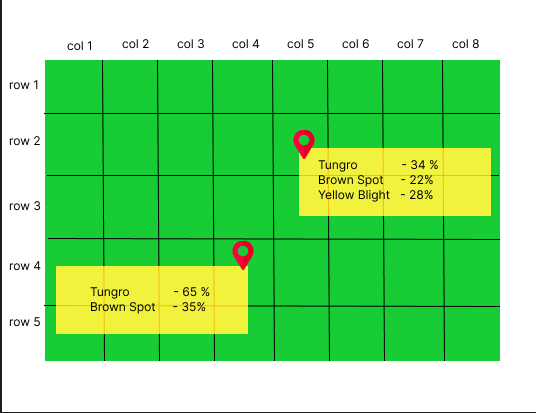 col 1 col 2 col 3 col 4 col 5 col 6 col 7 col 8
row 1
row 2
Tungro - 34 %
Brown Spot - 22%
Yellow Blight - 28%
row 3
row 4
Tungro - 65 %
Brown Spot - 35%
row 5